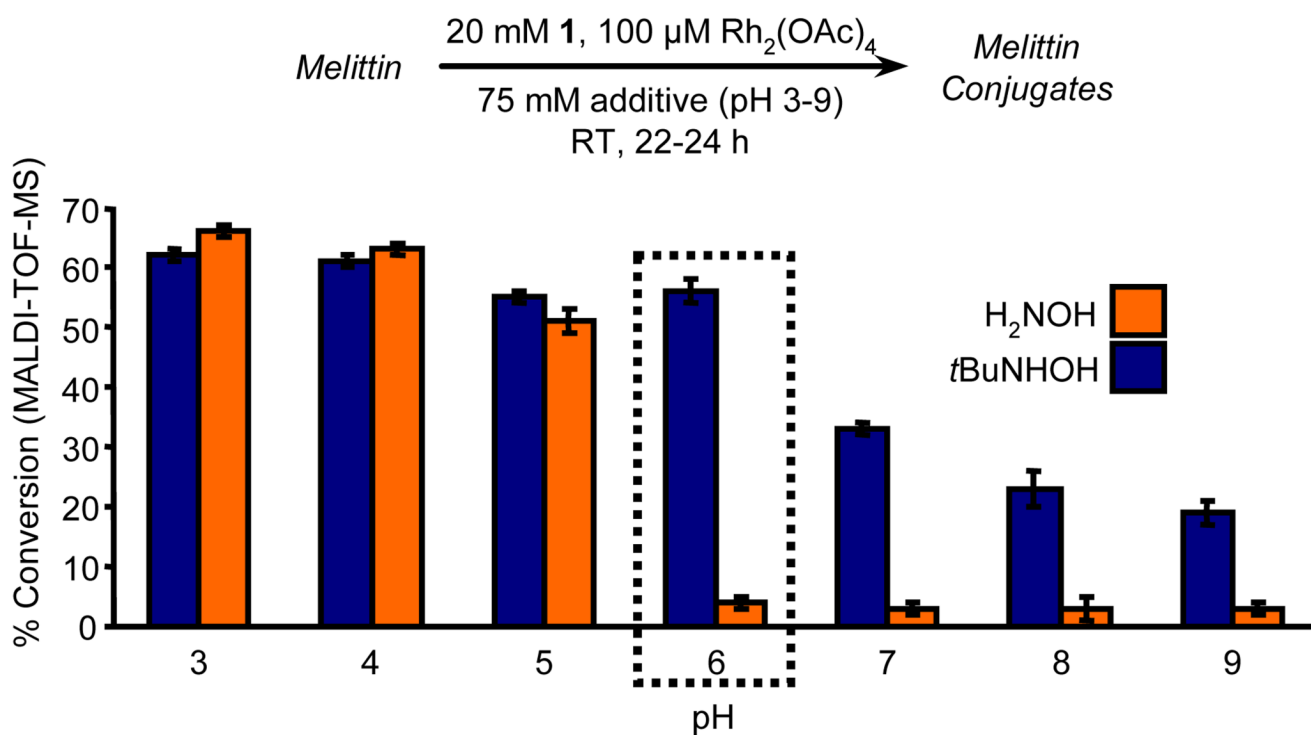 Melittin
20 mM 1, 100 µM Rh₂(OAc)₄
75 mM additive (pH 3-9)
RT, 22-24 h
Melittin
Conjugates
% Conversion (MALDI-TOF-MS)
70
60
50
40
30
20
10
0
H₂NOH
tBuNHOH
3 4 5 6 7 8 9
pH